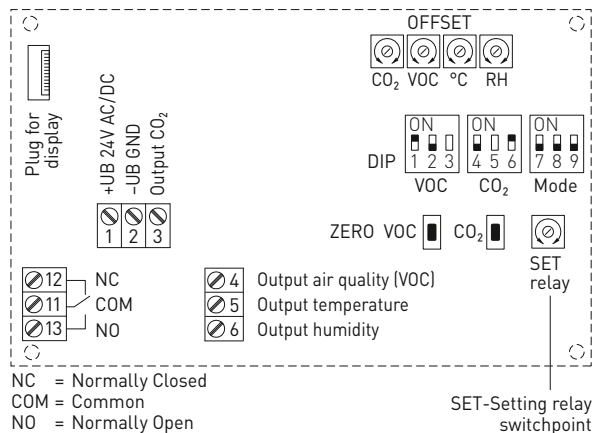 OFFSET
CO₂ VOC °C RH
Plug for
display
+UB 24V AC/DC
–UB GND
Output CO₂
1 2 3
DIP
ON ON ON
1 2 3 4 5 6 7 8 9
VOC CO₂ Mode
ZERO VOC CO₂
SET
relay
12 NC
11 COM
13 NO
4 Output air quality (VOC)
5 Output temperature
6 Output humidity
NC = Normally Closed
COM = Common
NO = Normally Open
SET-Setting relay
switchpoint